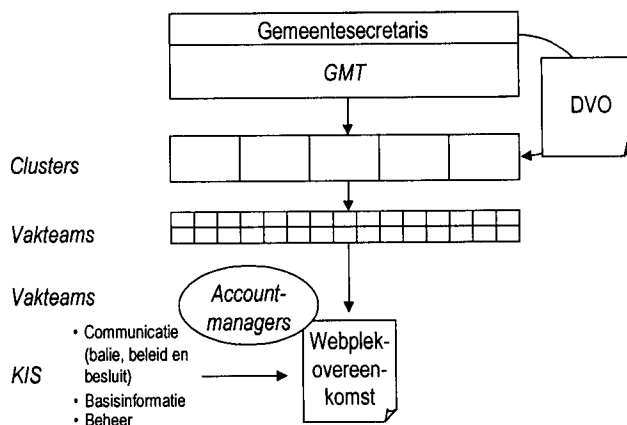 Gemeentesecretaris
GMT
DVO
Clusters
Vakteams
Vakteams
Account-
managers
KIS
• Communicatie
(balie, beleid en
besluit)
• Basisinformatie
• Beheer
Webplek-
overeen-
komst